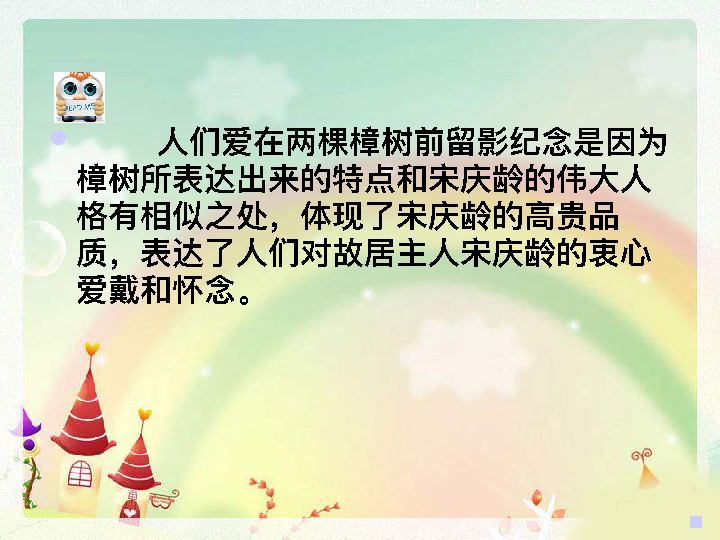 READ ME
人们爱在两棵樟树前留影纪念是因为
樟树所表达出来的特点和宋庆龄的伟大人
格有相似之处，体现了宋庆龄的高贵品
质，表达了人们对故居主人宋庆龄的衷心
爱戴和怀念。